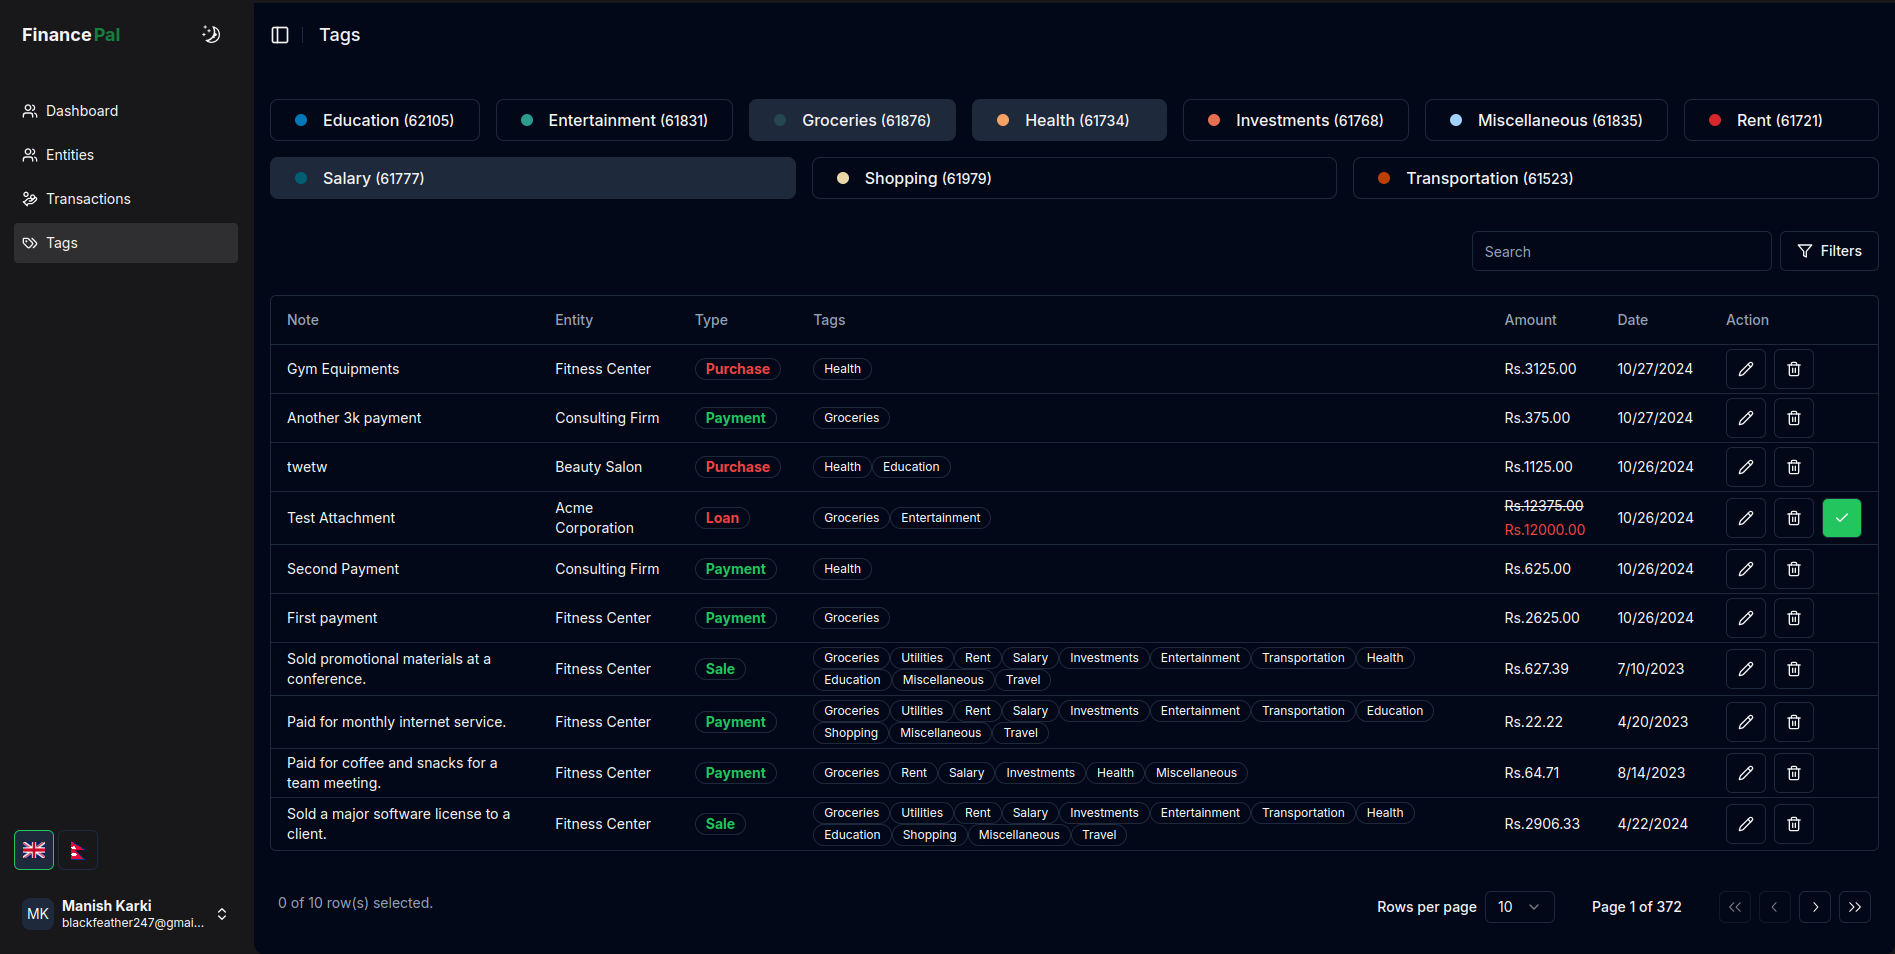 FinancePal
Tags
Dashboard
Entities
Transactions
Tags
Education (62105)
Entertainment (61831)
Groceries (61876)
Health (61734)
Investments (61768)
Miscellaneous (61835)
Rent (61721)
Salary (61777)
Shopping (61979)
Transportation (61523)
Search
Filters
Note Entity Type Tags Amount Date Action
Gym Equipments Fitness Center Purchase Health Rs.3125.00 10/27/2024
Another 3k payment Consulting Firm Payment Groceries Rs.375.00 10/27/2024
twetw Beauty Salon Purchase Health Education Rs.1125.00 10/26/2024
Test Attachment
Acme
Corporation
Loan
Groceries Entertainment
Rs.12375.00
Rs.12000.00
10/26/2024
Second Payment Consulting Firm Payment Health Rs.625.00 10/26/2024
First payment Fitness Center Payment Groceries Rs.2625.00 10/26/2024
Sold promotional materials at a
conference.
Fitness Center
Sale
Groceries Utilities Rent Salary Investments Entertainment Transportation Health
Education Miscellaneous Travel
Rs.627.39
7/10/2023
Paid for monthly internet service.
Fitness Center
Payment
Groceries Utilities Rent Salary Investments Entertainment Transportation Education
Shopping Miscellaneous Travel
Rs.22.22
4/20/2023
Paid for coffee and snacks for a
team meeting.
Fitness Center
Payment
Groceries Rent Salary Investments Health Miscellaneous
Rs.64.71
8/14/2023
Sold a major software license to a
client.
Fitness Center
Sale
Groceries Utilities Rent Salary Investments Entertainment Transportation Health
Education Shopping Miscellaneous Travel
Rs.2906.33
4/22/2024
0 of 10 row(s) selected.
Rows per page 10
Page 1 of 372
MK
Manish Karki
blackfeather247@gmai...